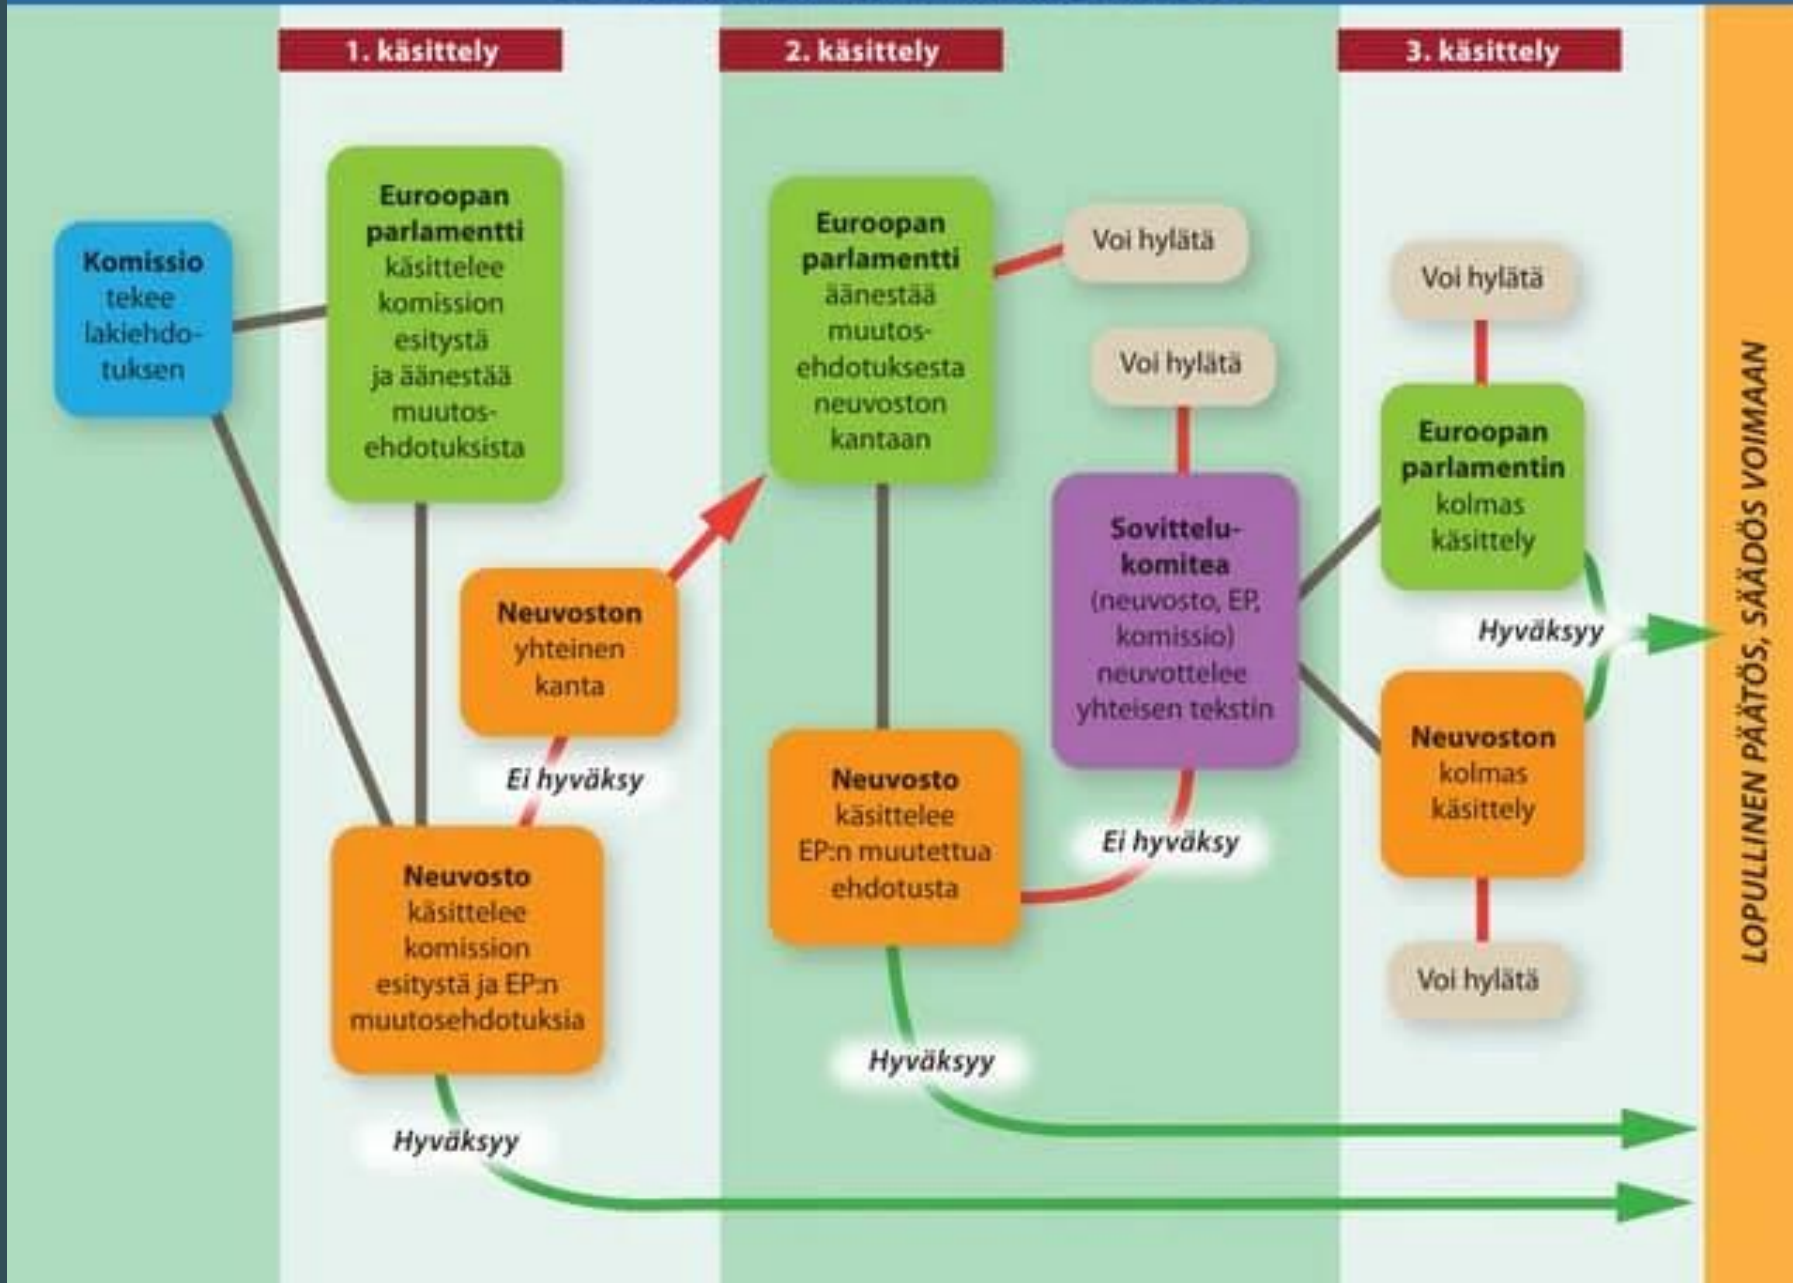 1. käsittely
2. käsittely
3. käsittely
Komissio
tekee
lakiehdo-
tuksen
Euroopan
parlamentti
käsittelee
komission
esitystä
ja äänestää
muutos-
ehdotuksista
Neuvoston
yhteinen
kanta
Ei hyväksy
Neuvosto
käsittelee
komission
esitystä ja EP:n
muutosehdotuksia
Hyväksyy
Euroopan
parlamentti
äänestää
muutos-
ehdotuksesta
neuvoston
kantaan
Voi hylätä
Voi hylätä
Sovittelu-
komitea
(neuvosto, EP,
komissio)
neuvottelee
yhteisen tekstin
Neuvosto
käsittelee
EP:n muutettua
ehdotusta
Ei hyväksy
Hyväksyy
Voi hylätä
Euroopan
parlamentin
kolmas
käsittely
Hyväksyy
Neuvoston
kolmas
käsittely
Voi hylätä
LOPULLINEN PÄÄTÖS, SÄÄDÖS VOIMAAN